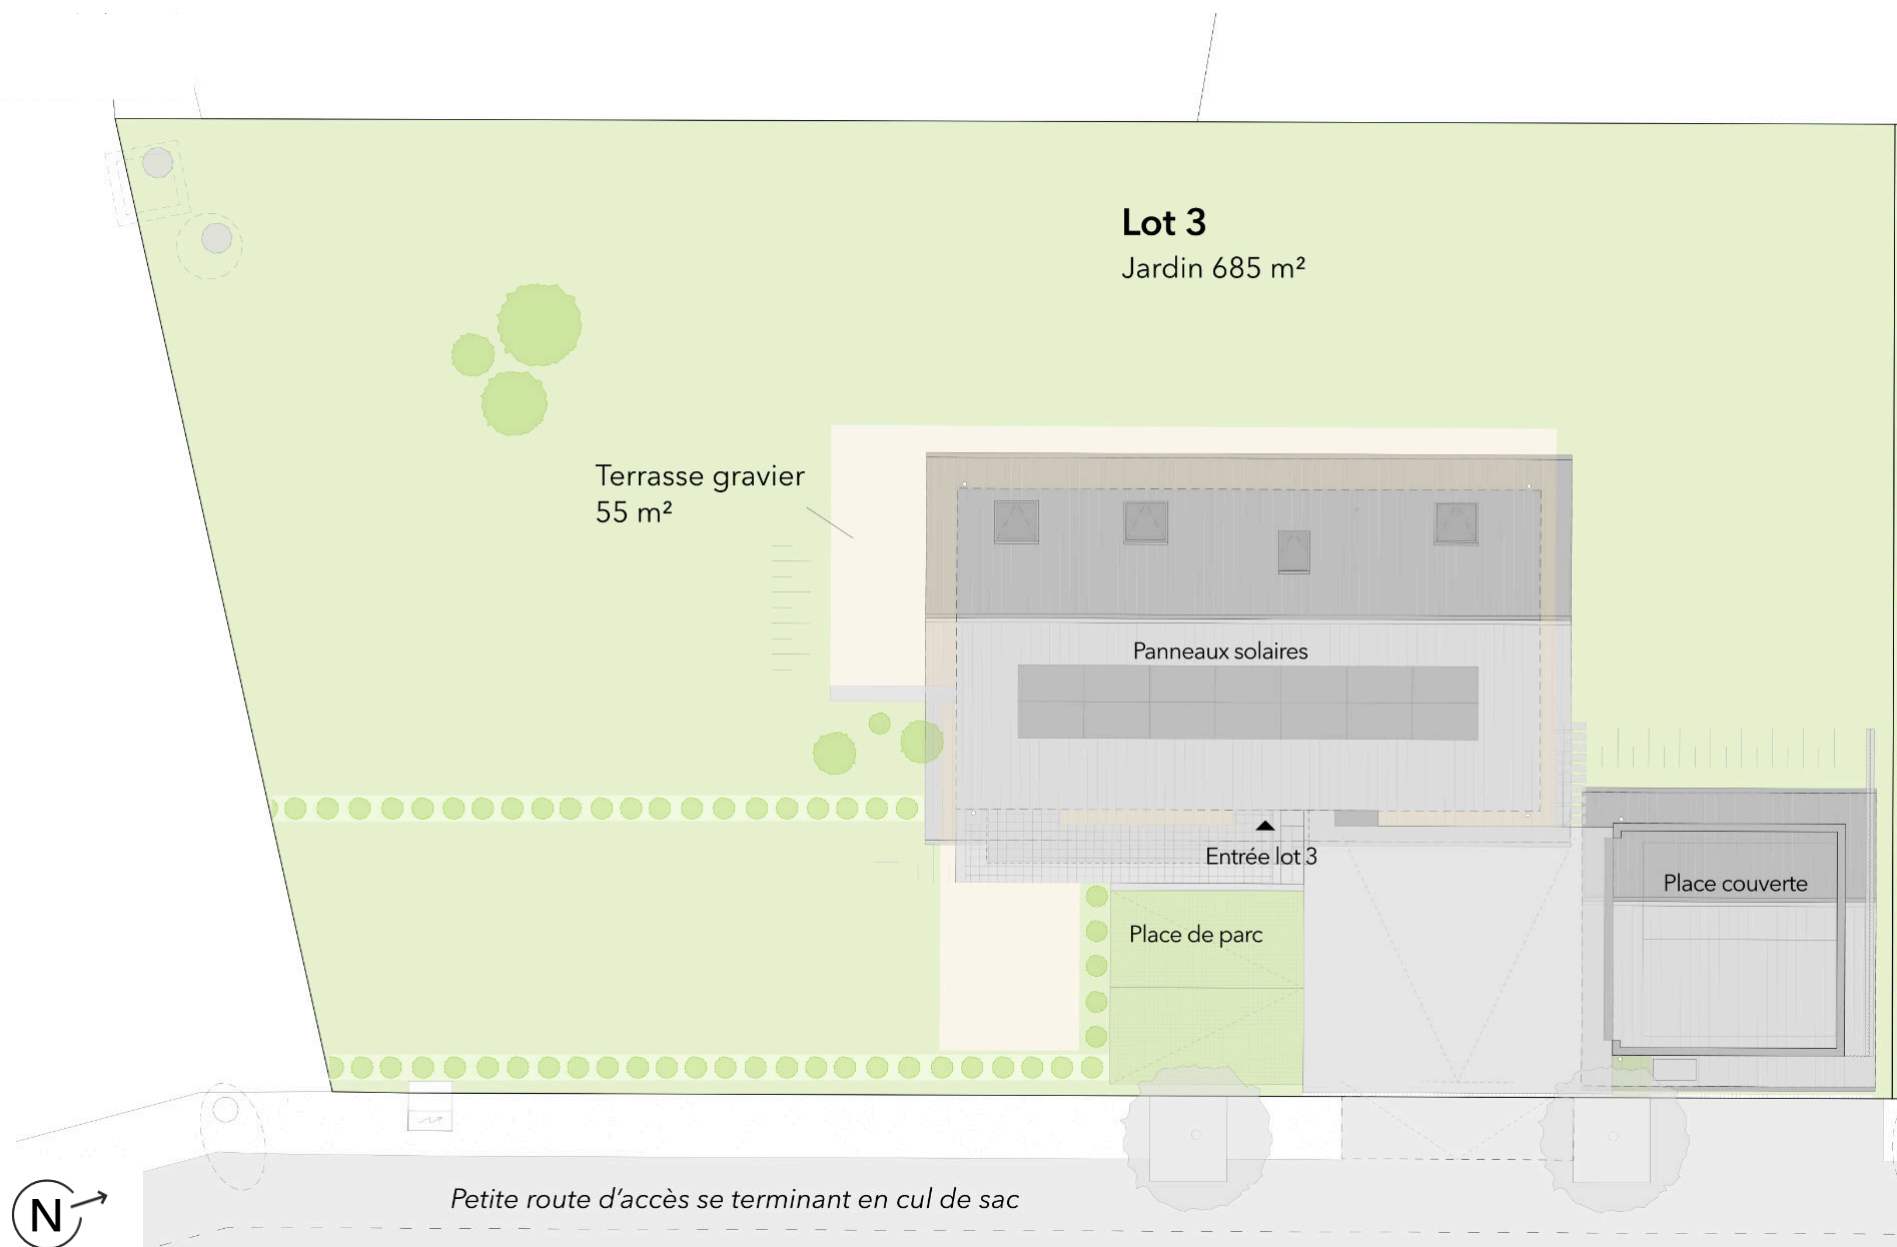 Lot 3
Jardin 685 m²
Terrasse gravier
55 m²
Panneaux solaires
Entrée lot 3
Place couverte
Place de parc
Petite route d'accès se terminant en cul de sac
N